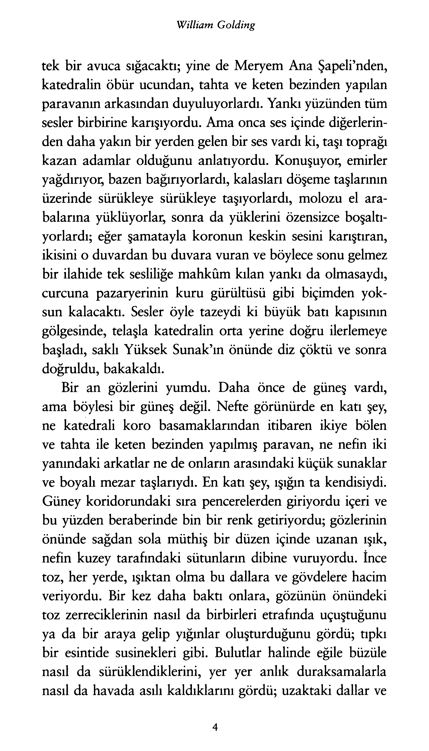 William Golding
tek bir avuca sığacaktı; yine de Meryem Ana Şapeli’nden,
katedralin öbür ucundan, tahta ve keten bezinden yapılan
paravanın arkasından duyuluyorlardı. Yankı yüzünden tüm
sesler birbirine karışıyordu. Ama onca ses içinde diğerlerin-
den daha yakın bir yerden gelen bir ses vardı ki, taşı toprağı
kazan adamlar olduğunu anlatıyordu. Konuşuyor, emirler
yağdırıyor, bazen bağırıyorlardı, kalasları döşeme taşlarının
üzerinde sürükleye sürükleye taşıyorlardı, molozu el ara-
balarına yüklüyorlar, sonra da yüklerini özensizce boşaltı-
yorlardı; eğer şamatayla koronun keskin sesini karıştıran,
ikisini o duvardan bu duvara vuran ve böylece sonu gelmez
bir ilahide tek sesliliğe mahkûm kılan yankı da olmasaydı,
curcuna pazaryerinin kuru gürültüsü gibi biçimden yok-
sun kalacaktı. Sesler öyle tazeydi ki büyük batı kapısının
gölgesinde, telaşla katedralin orta yerine doğru ilerlemeye
başladı, saklı Yüksek Sunak’ın önünde diz çöktü ve sonra
doğruldu, bakakaldı.
Bir an gözlerini yumdu. Daha önce de güneş vardı,
ama böylesi bir güneş değil. Nefte görünürde en katı şey,
ne katedrali koro basamaklarından itibaren ikiye bölen
ve tahta ile keten bezinden yapılmış paravan, ne nefin iki
yanındaki arkatlar ne de onların arasındaki küçük sunaklar
ve boyalı mezar taşlarıydı. En katı şey, ışığın ta kendisiydi.
Güney koridorundaki sıra pencerelerden giriyordu içeri ve
bu yüzden beraberinde bin bir renk getiriyordu; gözlerinin
önünde sağdan sola müthiş bir düzen içinde uzanan ışık,
nefin kuzey tarafındaki sütunların dibine vuruyordu. İnce
toz, her yerde, ışıktan olma bu dallara ve gövdelere hacim
veriyordu. Bir kez daha baktı onlara, gözünün önündeki
toz zerreciklerinin nasıl da birbirleri etrafında uçuştuğunu
ya da bir araya gelip yığınlar oluşturduğunu gördü; tıpkı
bir esintide susinekleri gibi. Bulutlar halinde eğile büzüle
nasıl da sürüklendiklerini, yer yer anlık duraksamalarla
nasıl da havada asılı kaldıklarını gördü; uzaktaki dallar ve
4